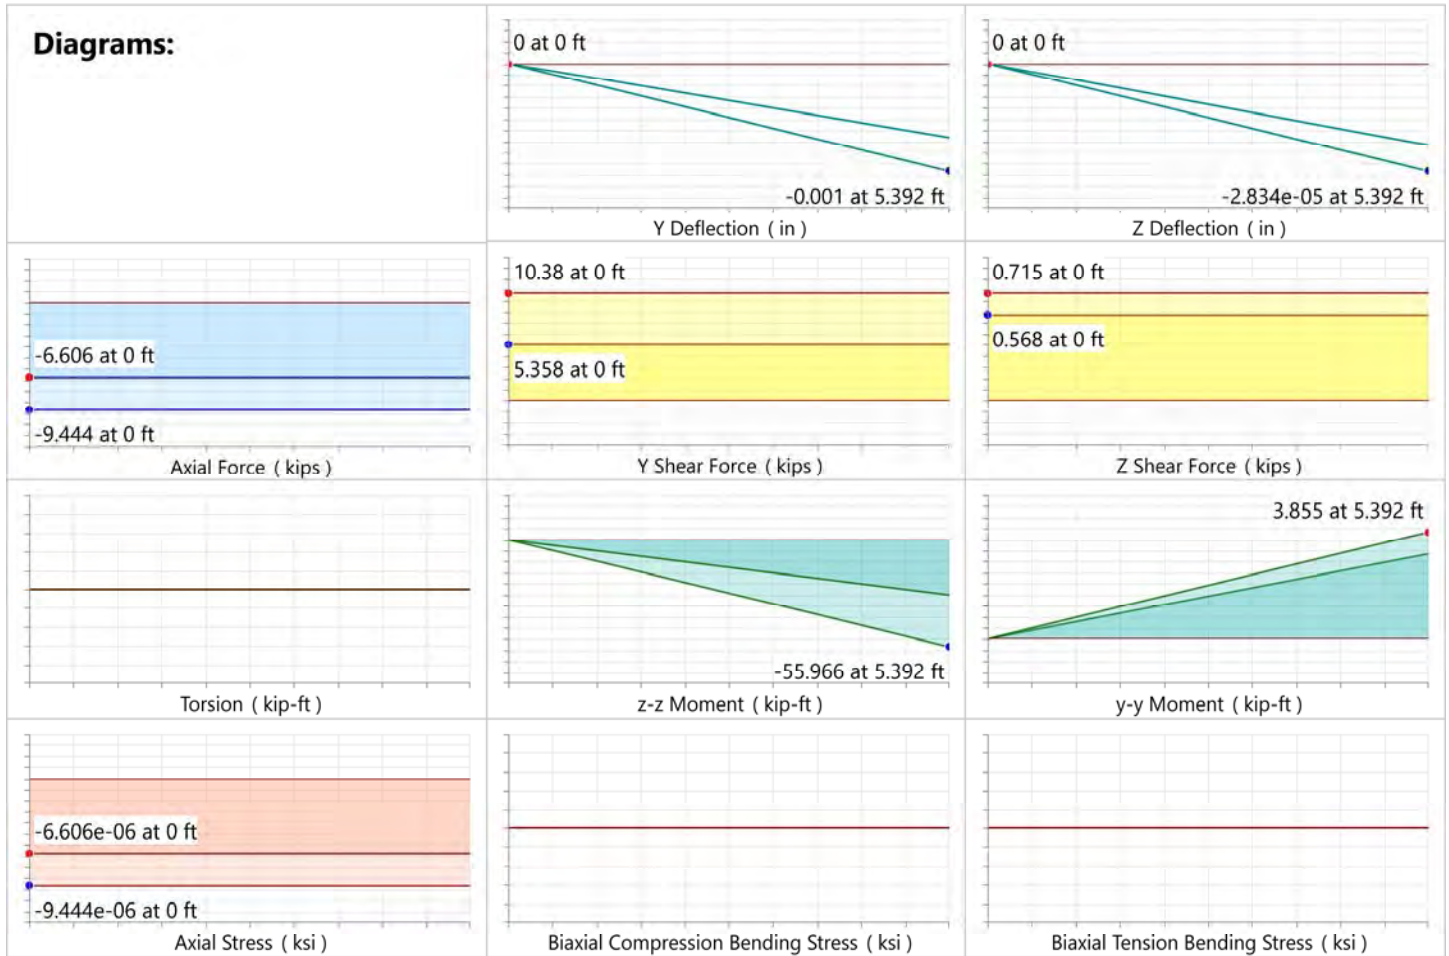 Diagrams:
0 at 0 ft
-0.001 at 5.392 ft
Y Deflection ( in )
0 at 0 ft
-2.834e-05 at 5.392 ft
Z Deflection ( in )
-6.606 at 0 ft
-9.444 at 0 ft
Axial Force ( kips )
10.38 at 0 ft
5.358 at 0 ft
Y Shear Force ( kips )
0.715 at 0 ft
0.568 at 0 ft
Z Shear Force ( kips )
Torsion ( kip-ft )
-55.966 at 5.392 ft
z-z Moment ( kip-ft )
3.855 at 5.392 ft
y-y Moment ( kip-ft )
-6.606e-06 at 0 ft
-9.444e-06 at 0 ft
Axial Stress ( ksi )
Biaxial Compression Bending Stress ( ksi )
Biaxial Tension Bending Stress ( ksi )